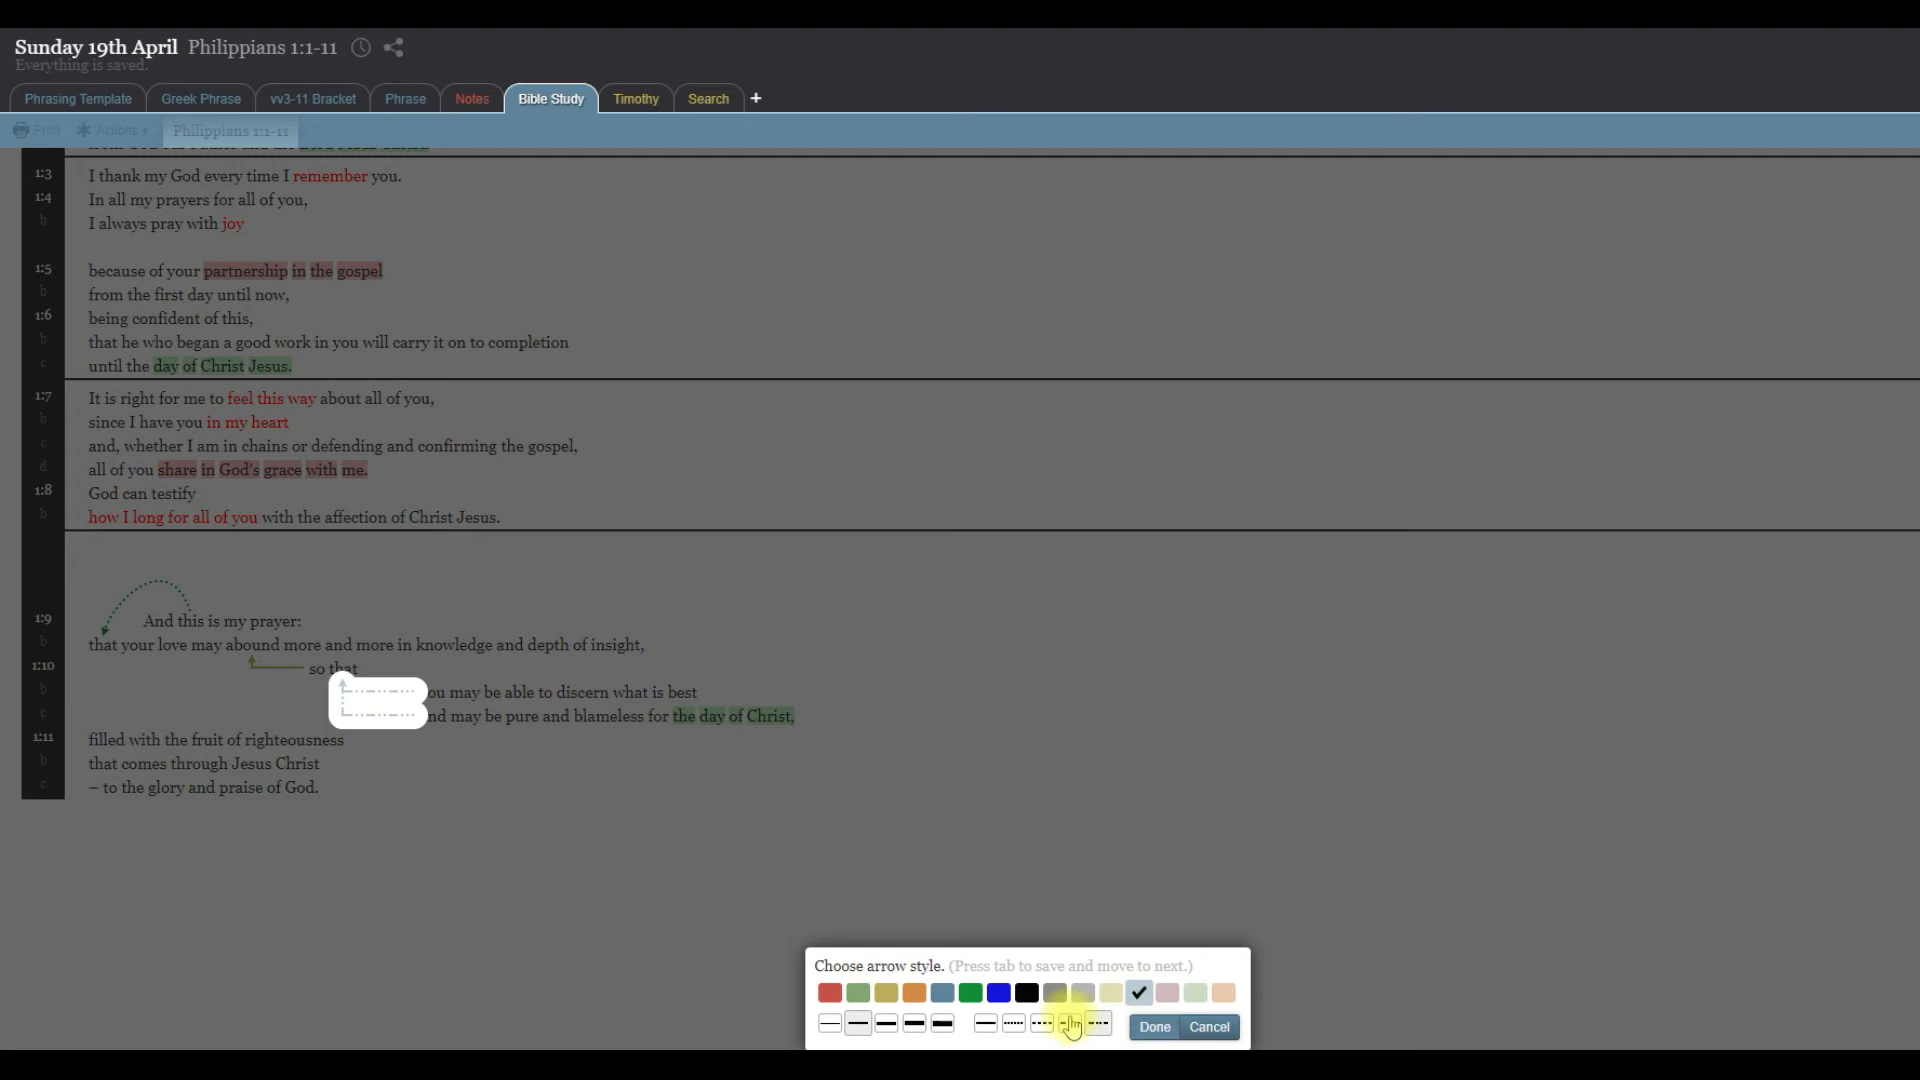 Sunday 19th April Philippians 1:1-11
Everything is saved.
Phrasing Template Greek Phrase vv3-11 Bracket Phrase Notes Bible Study Timothy Search +
Print Actions Philippians 1:1-11
1:3 I thank my God every time I remember you.
1:4 In all my prayers for all of you,
b I always pray with joy
1:5 because of your partnership in the gospel
b from the first day until now,
1:6 being confident of this,
b that he who began a good work in you will carry it on to completion
c until the day of Christ Jesus.
1:7 It is right for me to feel this way about all of you,
b since I have you in my heart
c and, whether I am in chains or defending and confirming the gospel,
d all of you share in God's grace with me.
1:8 God can testify
b how I long for all of you with the affection of Christ Jesus.
1:9 And this is my prayer:
b that your love may abound more and more in knowledge and depth of insight,
1:10 so that
b ou may be able to discern what is best
c nd may be pure and blameless for the day of Christ,
1:11 filled with the fruit of righteousness
b that comes through Jesus Christ
c – to the glory and praise of God.
Choose arrow style. (Press tab to save and move to next.)
Done Cancel